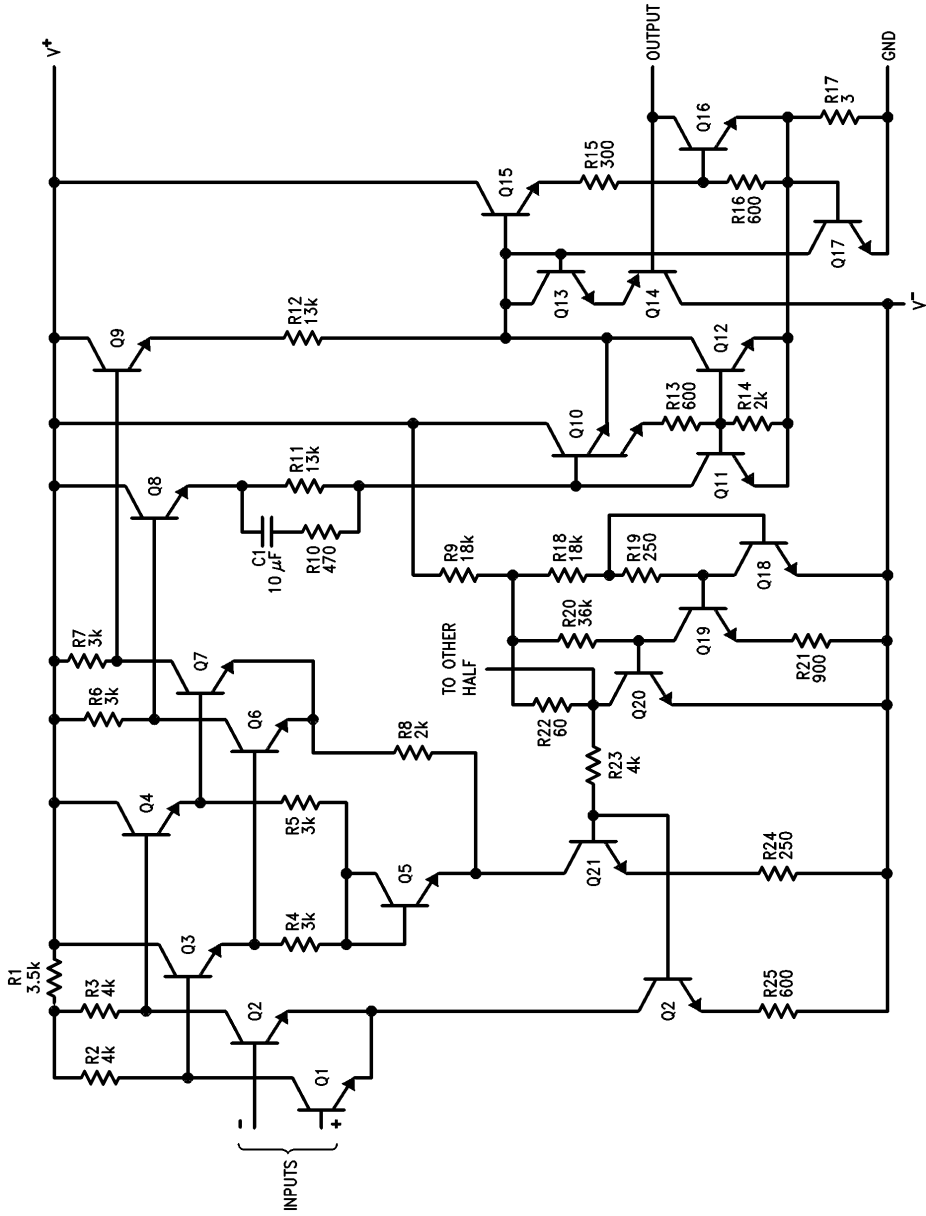 V+
OUTPUT
GND
V−
R17
3
Q16
R15
300
R16
600
Q15
Q17
Q13
Q14
R12
13k
Q9
Q12
R13
600
R14
2k
Q10
Q11
Q8
R11
13k
C1
10 μF
R10
470
R9
18k
R18
18k
R19
250
Q18
R20
36k
Q19
R21
900
TO OTHER
HALF
R22
60
Q20
R23
4k
R7
3k
Q7
R6
3k
Q6
R8
2k
Q4
R5
3k
Q5
Q21
R24
250
R4
3k
Q3
R1
3.5k
R3
4k
Q2
Q2
R25
600
R2
4k
Q1
-
+
INPUTS